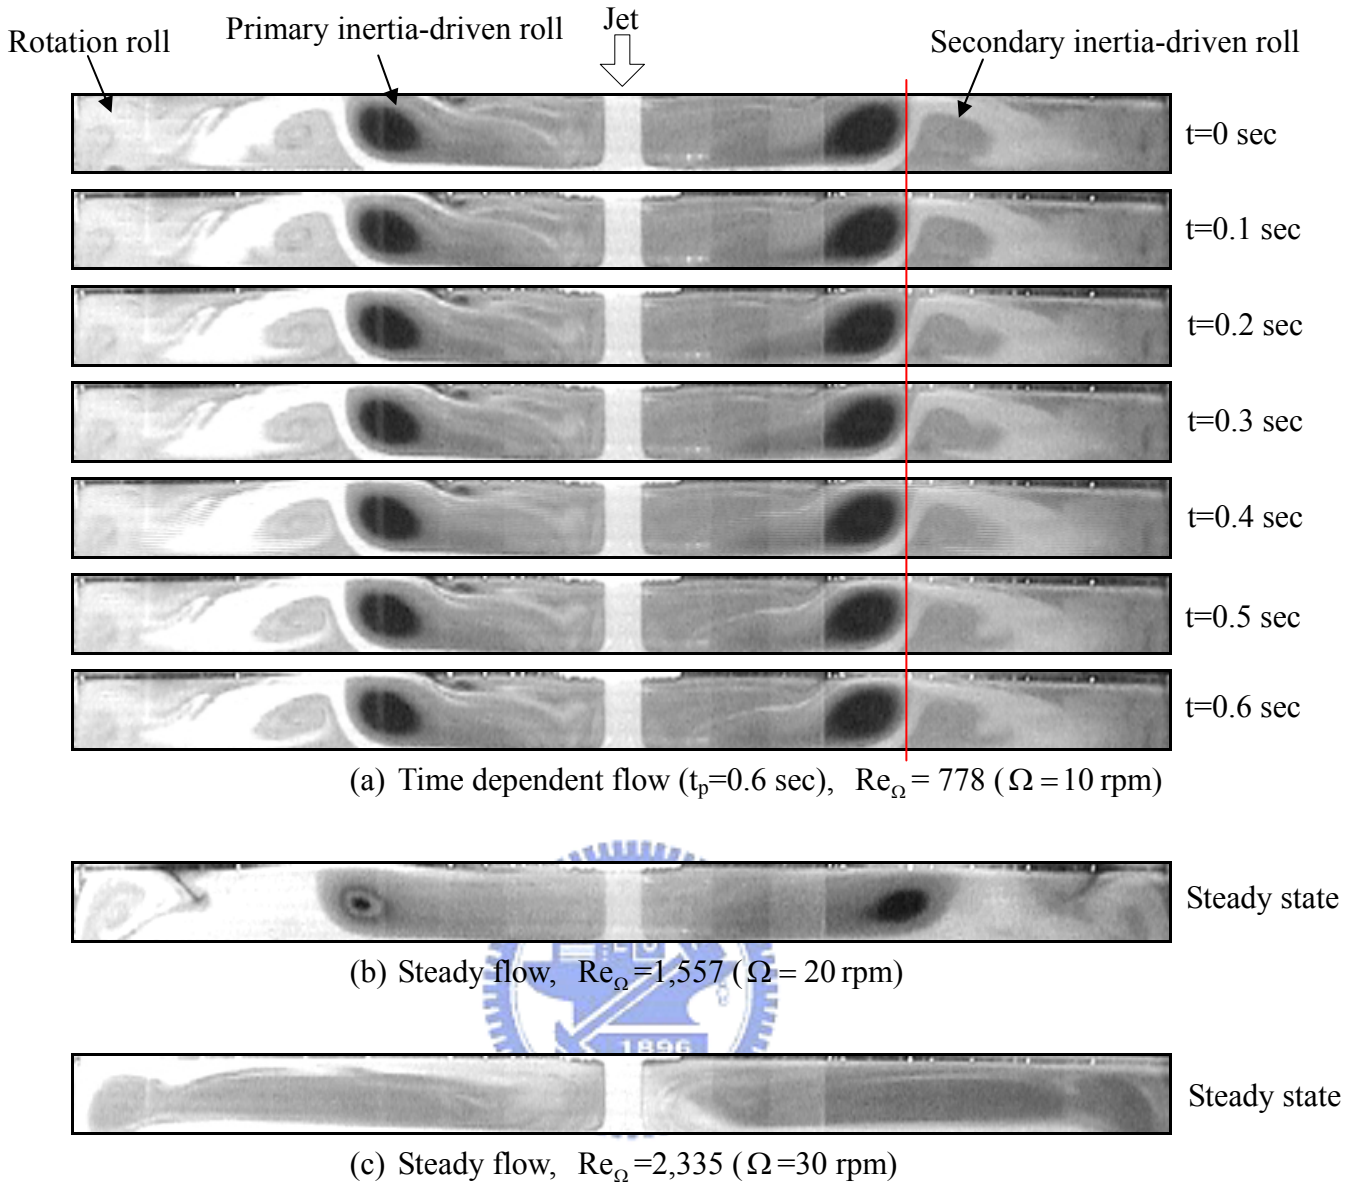 Jet
Primary inertia-driven roll
Rotation roll
Secondary inertia-driven roll
t=0 sec
t=0.1 sec
t=0.2 sec
t=0.3 sec
t=0.4 sec
t=0.5 sec
t=0.6 sec
(a) Time dependent flow (tp=0.6 sec), ReΩ = 778 (Ω = 10 rpm)
Steady state
(b) Steady flow, ReΩ =1,557 (Ω = 20 rpm)
1896
Steady state
(c) Steady flow, ReΩ =2,335 (Ω =30 rpm)